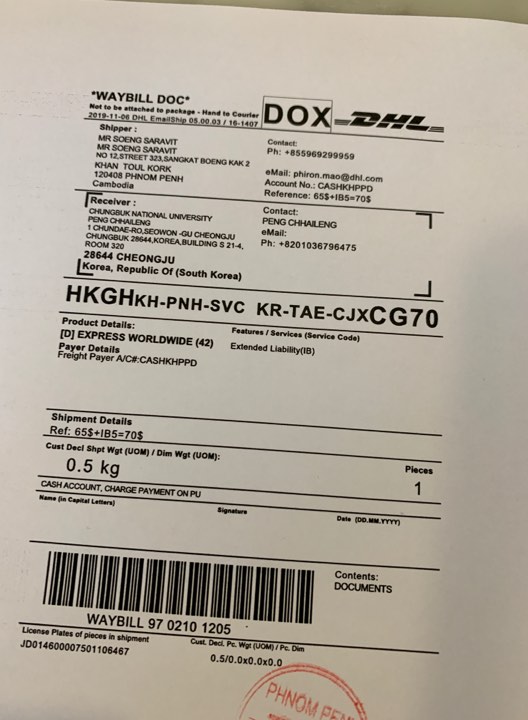 *WAYBILL DOC*
Not to be attached to package - Hand to Courier
2019-11-06 DHL EmailShip 05.00.03 / 16-1407
DOX
DHL
Shipper :
MR SOENG SARAVIT
MR SOENG SARAVIT
NO 12,STREET 323,SANGKAT BOENG KAK 2
KHAN TOUL KORK
120408 PHNOM PENH
Cambodia
Contact:
Ph: +855969299959
eMail: phiron.mao@dhl.com
Account No.: CASHKHPPD
Reference: 65$+IB5=70$
Receiver :
CHUNGBUK NATIONAL UNIVERSITY
PENG CHHAILENG
1 CHUNDAE-RO,SEOWON -GU CHEONGJU
CHUNGBUK 28644,KOREA,BUILDING S 21-4,
ROOM 320
28644 CHEONGJU
Korea, Republic Of (South Korea)
Contact:
PENG CHHAILENG
eMail:
Ph: +8201036796475
HKGHKH-PNH-SVC KR-TAE-CJXCG70
Product Details:
[D] EXPRESS WORLDWIDE (42)
Payer Details
Freight Payer A/C#:CASHKHPPD
Features / Services (Service Code)
Extended Liability(IB)
Shipment Details
Ref: 65$+IB5=70$
Cust Decl Shpt Wgt (UOM) / Dim Wgt (UOM):
0.5 kg
Pieces
1
CASH ACCOUNT, CHARGE PAYMENT ON PU
Name (in Capital Letters)
Signature
Date (DD.MM.YYYY)
WAYBILL 97 0210 1205
Contents:
DOCUMENTS
License Plates of pieces in shipment
JD014600007501106467
Cust. Decl. Pc. Wgt (UOM) / Pc. Dim
0.5/0.0x0.0x0.0
PHNOM PEN